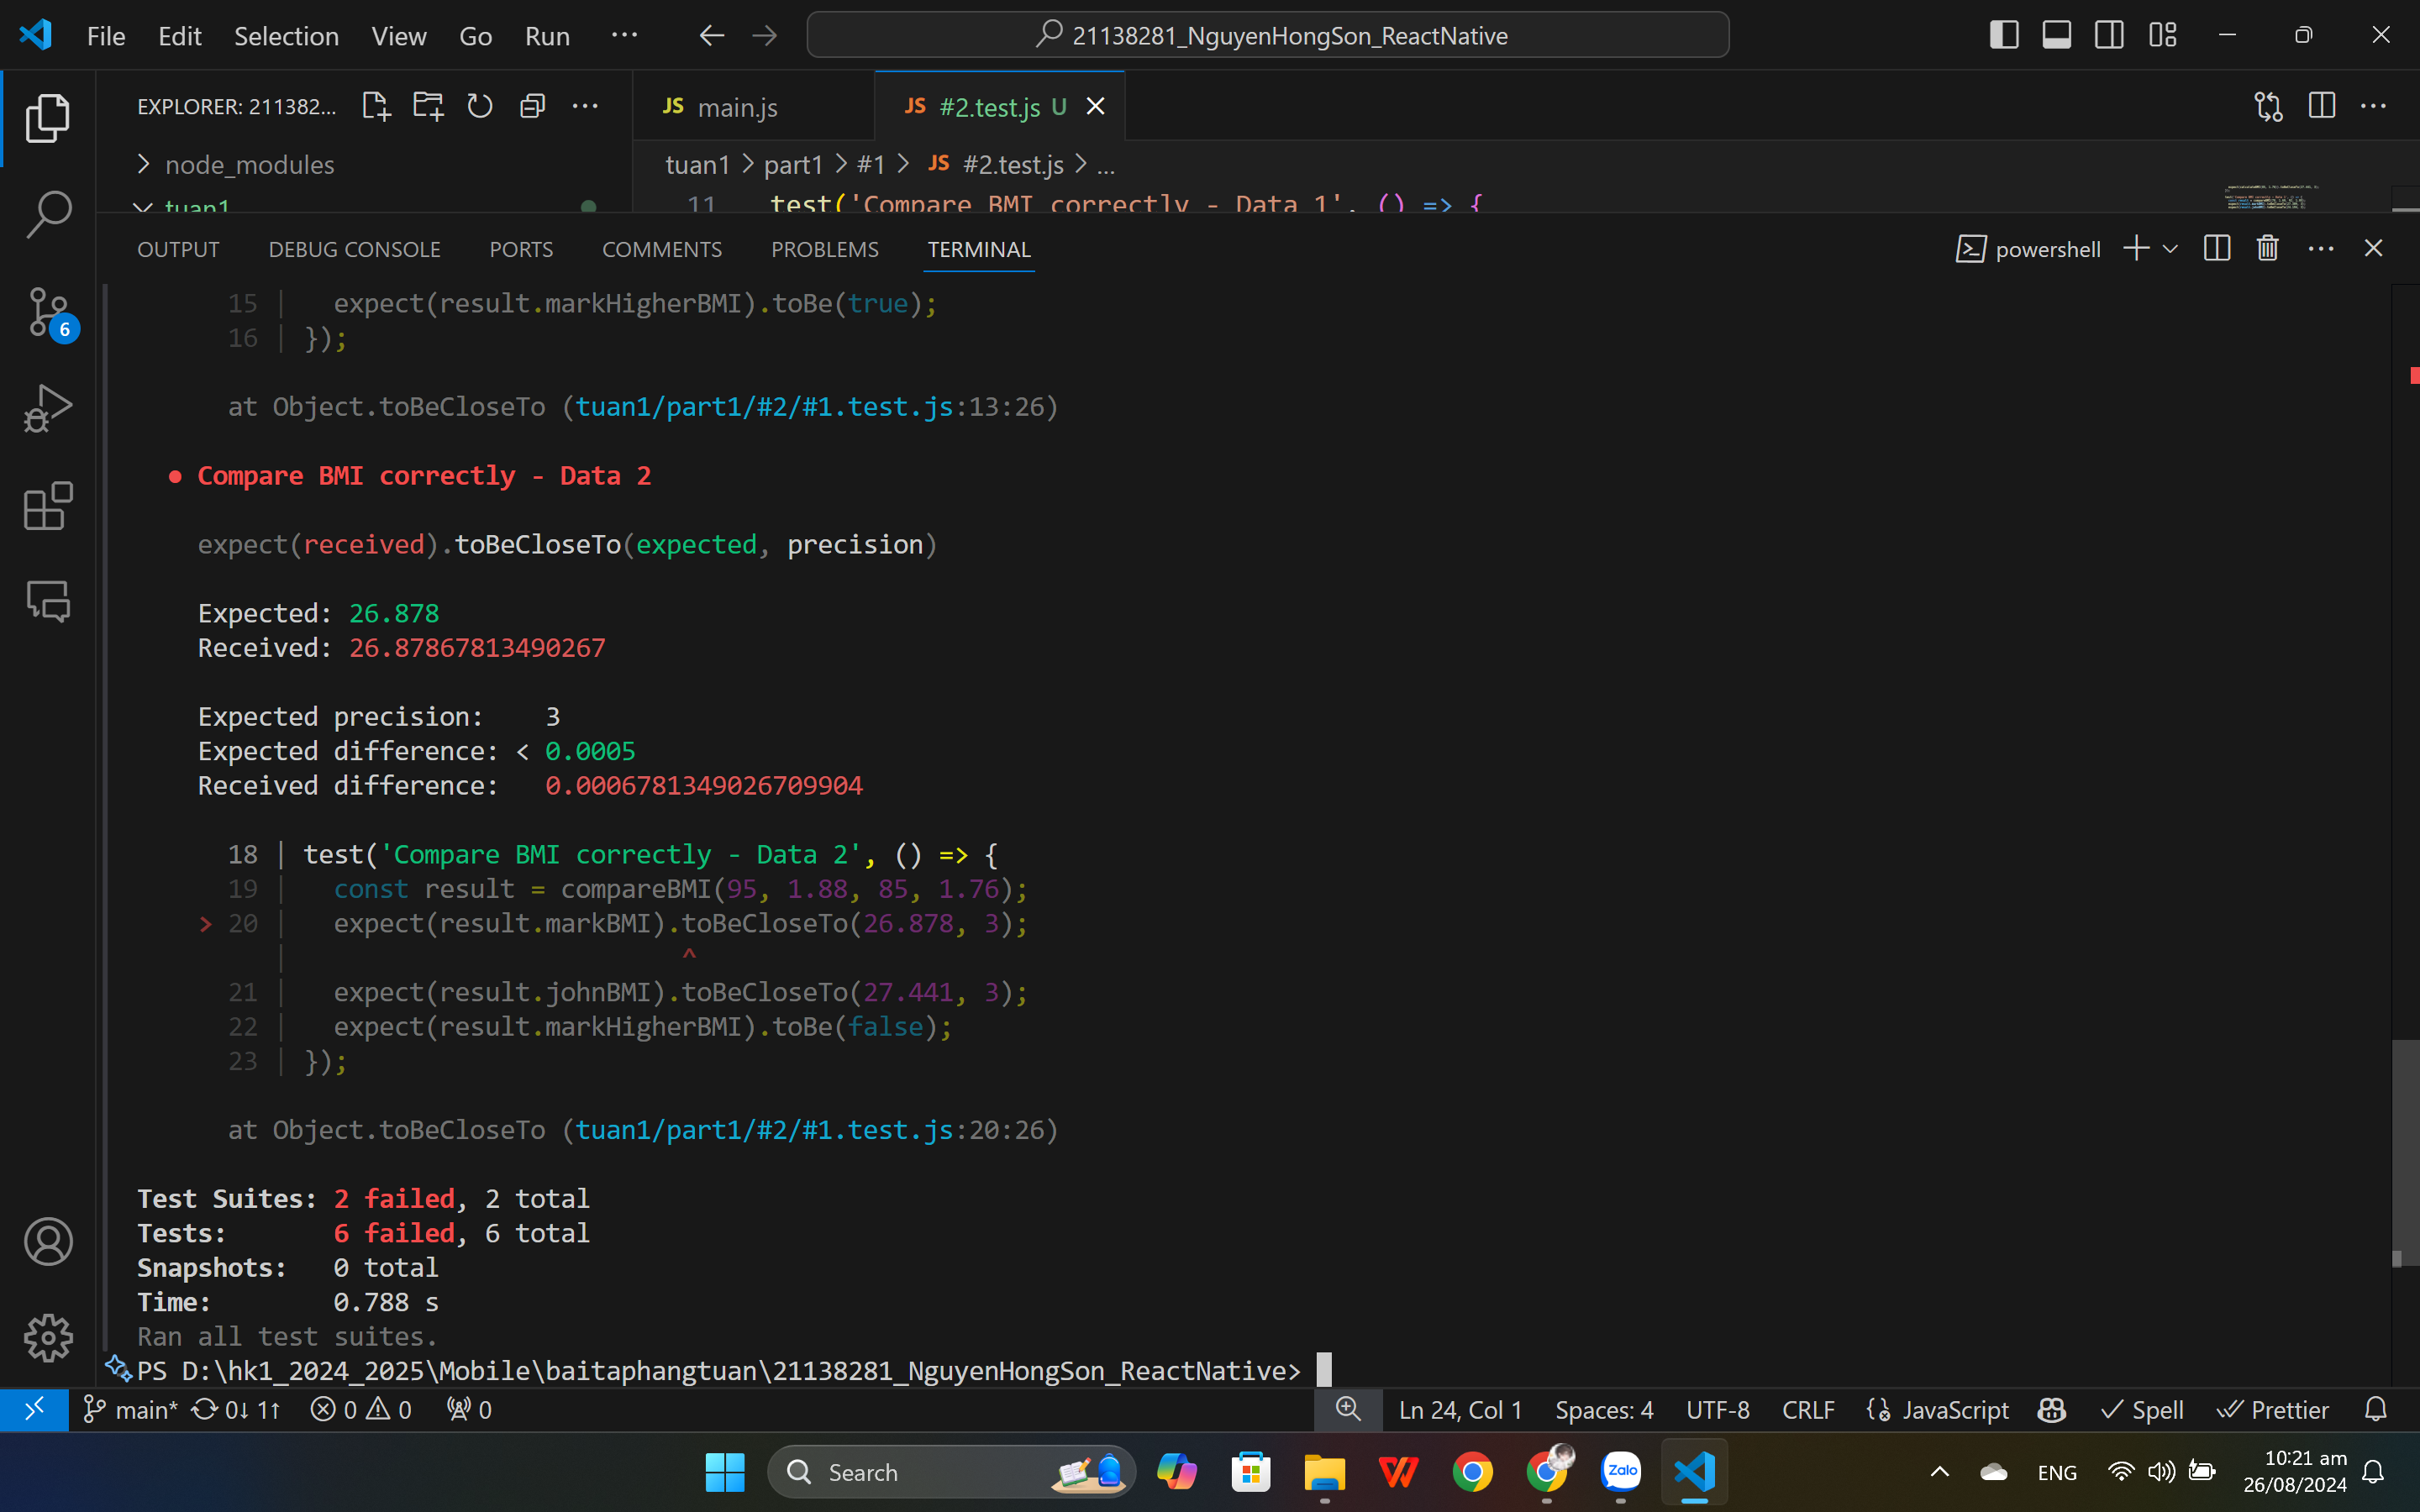 File Edit Selection View Go Run ···
21138281_NguyenHongSon_ReactNative
EXPLORER: 211382...
JS main.js
JS #2.test.js U
node_modules
tuan1
tuan1 > part1 > #1 > JS #2.test.js > ...
11 test('Compare BMI correctly - Data 1', () => {
OUTPUT DEBUG CONSOLE PORTS COMMENTS PROBLEMS TERMINAL
powershell
15 | expect(result.markHigherBMI).toBe(true);
16 | });
at Object.toBeCloseTo (tuan1/part1/#2/#1.test.js:13:26)
● Compare BMI correctly - Data 2
expect(received).toBeCloseTo(expected, precision)
Expected: 26.878
Received: 26.87867813490267
Expected precision: 3
Expected difference: < 0.0005
Received difference: 0.0006781349026709904
18 | test('Compare BMI correctly - Data 2', () => {
19 | const result = compareBMI(95, 1.88, 85, 1.76);
> 20 | expect(result.markBMI).toBeCloseTo(26.878, 3);
| ^
21 | expect(result.johnBMI).toBeCloseTo(27.441, 3);
22 | expect(result.markHigherBMI).toBe(false);
23 | });
at Object.toBeCloseTo (tuan1/part1/#2/#1.test.js:20:26)
Test Suites: 2 failed, 2 total
Tests: 6 failed, 6 total
Snapshots: 0 total
Time: 0.788 s
Ran all test suites.
PS D:\hk1_2024_2025\Mobile\baitaphangtuan\21138281_NguyenHongSon_ReactNative>
6
main* 0↓ 1↑ 0 0 0
Ln 24, Col 1 Spaces: 4 UTF-8 CRLF JavaScript Spell Prettier
Search
Zalo
ENG
10:21 am
26/08/2024